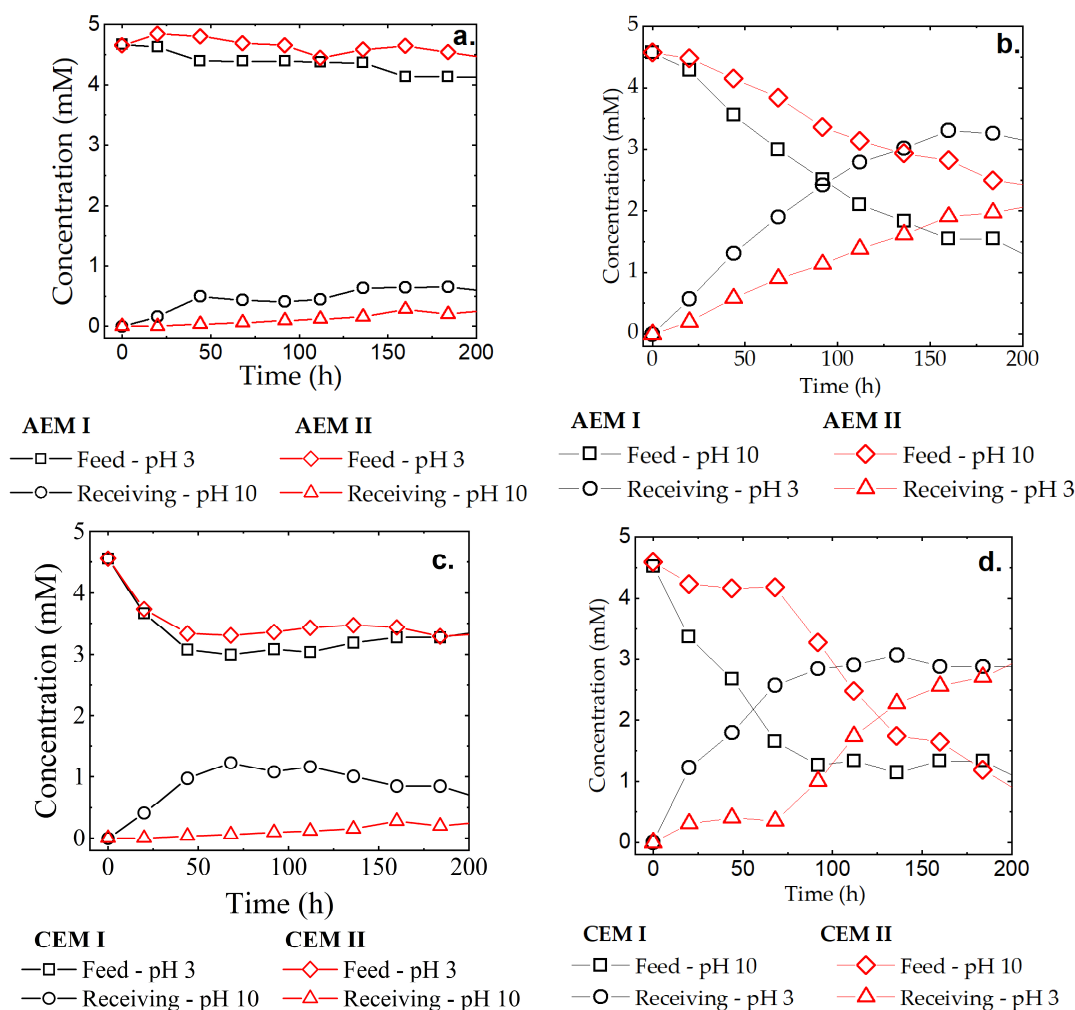 a.
Concentration (mM)
5
4
3
2
1
0
0 50 100 150 200
Time (h)
AEM I AEM II
Feed - pH 3 Feed - pH 3
Receiving - pH 10 Receiving - pH 10
b.
Concentration (mM)
5
4
3
2
1
0
0 50 100 150 200
Time (h)
AEM I AEM II
Feed - pH 10 Feed - pH 10
Receiving - pH 3 Receiving - pH 3
c.
Concentration (mM)
5
4
3
2
1
0
0 50 100 150 200
Time (h)
CEM I CEM II
Feed - pH 3 Feed - pH 3
Receiving - pH 10 Receiving - pH 10
d.
Concentration (mM)
5
4
3
2
1
0
0 50 100 150 200
Time (h)
CEM I CEM II
Feed - pH 10 Feed - pH 10
Receiving - pH 3 Receiving - pH 3